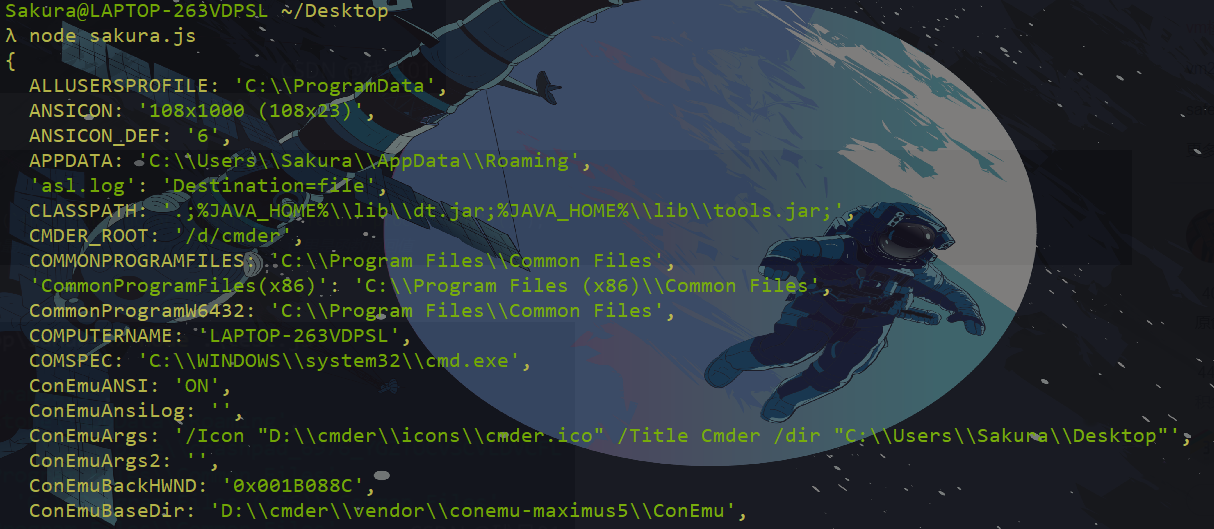 Sakura@LAPTOP-263VDPSL ~/Desktop
λ node sakura.js
{
  ALLUSERSPROFILE: 'C:\\ProgramData',
  ANSICON: '108x1000 (108x23)',
  ANSICON_DEF: '6',
  APPDATA: 'C:\\Users\\Sakura\\AppData\\Roaming',
  'asl.log': 'Destination=file',
  CLASSPATH: '.;%JAVA_HOME%\\lib\\dt.jar;%JAVA_HOME%\\lib\\tools.jar;',
  CMDER_ROOT: '/d/cmder',
  COMMONPROGRAMFILES: 'C:\\Program Files\\Common Files',
  'CommonProgramFiles(x86)': 'C:\\Program Files (x86)\\Common Files',
  CommonProgramW6432: 'C:\\Program Files\\Common Files',
  COMPUTERNAME: 'LAPTOP-263VDPSL',
  COMSPEC: 'C:\\WINDOWS\\system32\\cmd.exe',
  ConEmuANSI: 'ON',
  ConEmuAnsiLog: '',
  ConEmuArgs: '/Icon "D:\\cmder\\icons\\cmder.ico" /Title Cmder /dir "C:\\Users\\Sakura\\Desktop"',
  ConEmuArgs2: '',
  ConEmuBackHWND: '0x001B088C',
  ConEmuBaseDir: 'D:\\cmder\\vendor\\conemu-maximus5\\ConEmu',